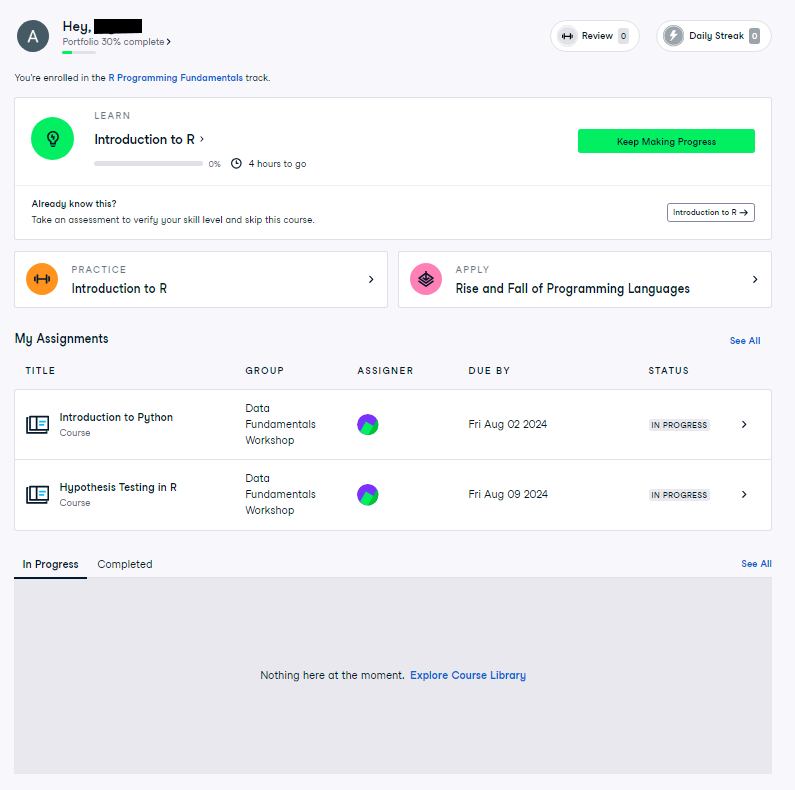 A
Hey,
Portfolio 30% complete
Review 0
Daily Streak 0
You're enrolled in the R Programming Fundamentals track.
LEARN
Introduction to R
0% 4 hours to go
Keep Making Progress
Already know this?
Take an assessment to verify your skill level and skip this course.
Introduction to R
PRACTICE
Introduction to R
APPLY
Rise and Fall of Programming Languages
My Assignments
See All
TITLE GROUP ASSIGNER DUE BY STATUS
Introduction to Python
Course
Data
Fundamentals
Workshop
Fri Aug 02 2024
IN PROGRESS
Hypothesis Testing in R
Course
Data
Fundamentals
Workshop
Fri Aug 09 2024
IN PROGRESS
In Progress Completed
See All
Nothing here at the moment. Explore Course Library